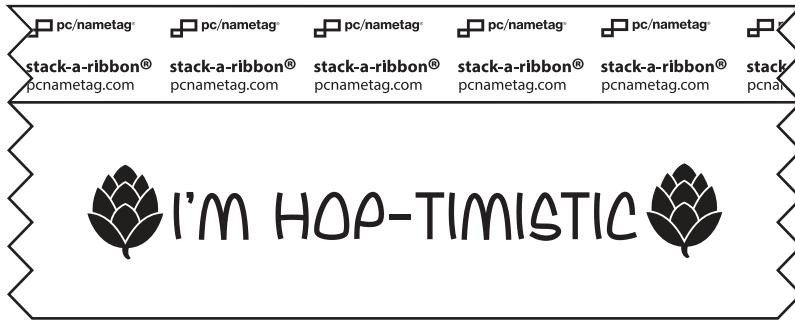 pc/nametag® pc/nametag® pc/nametag® pc/nametag® pc/nametag®
stack-a-ribbon® stack-a-ribbon® stack-a-ribbon® stack-a-ribbon® stack-a-ribbon® stack
pcnametag.com pcnametag.com pcnametag.com pcnametag.com pcnametag.com
I'M HOP-TIMISTIC